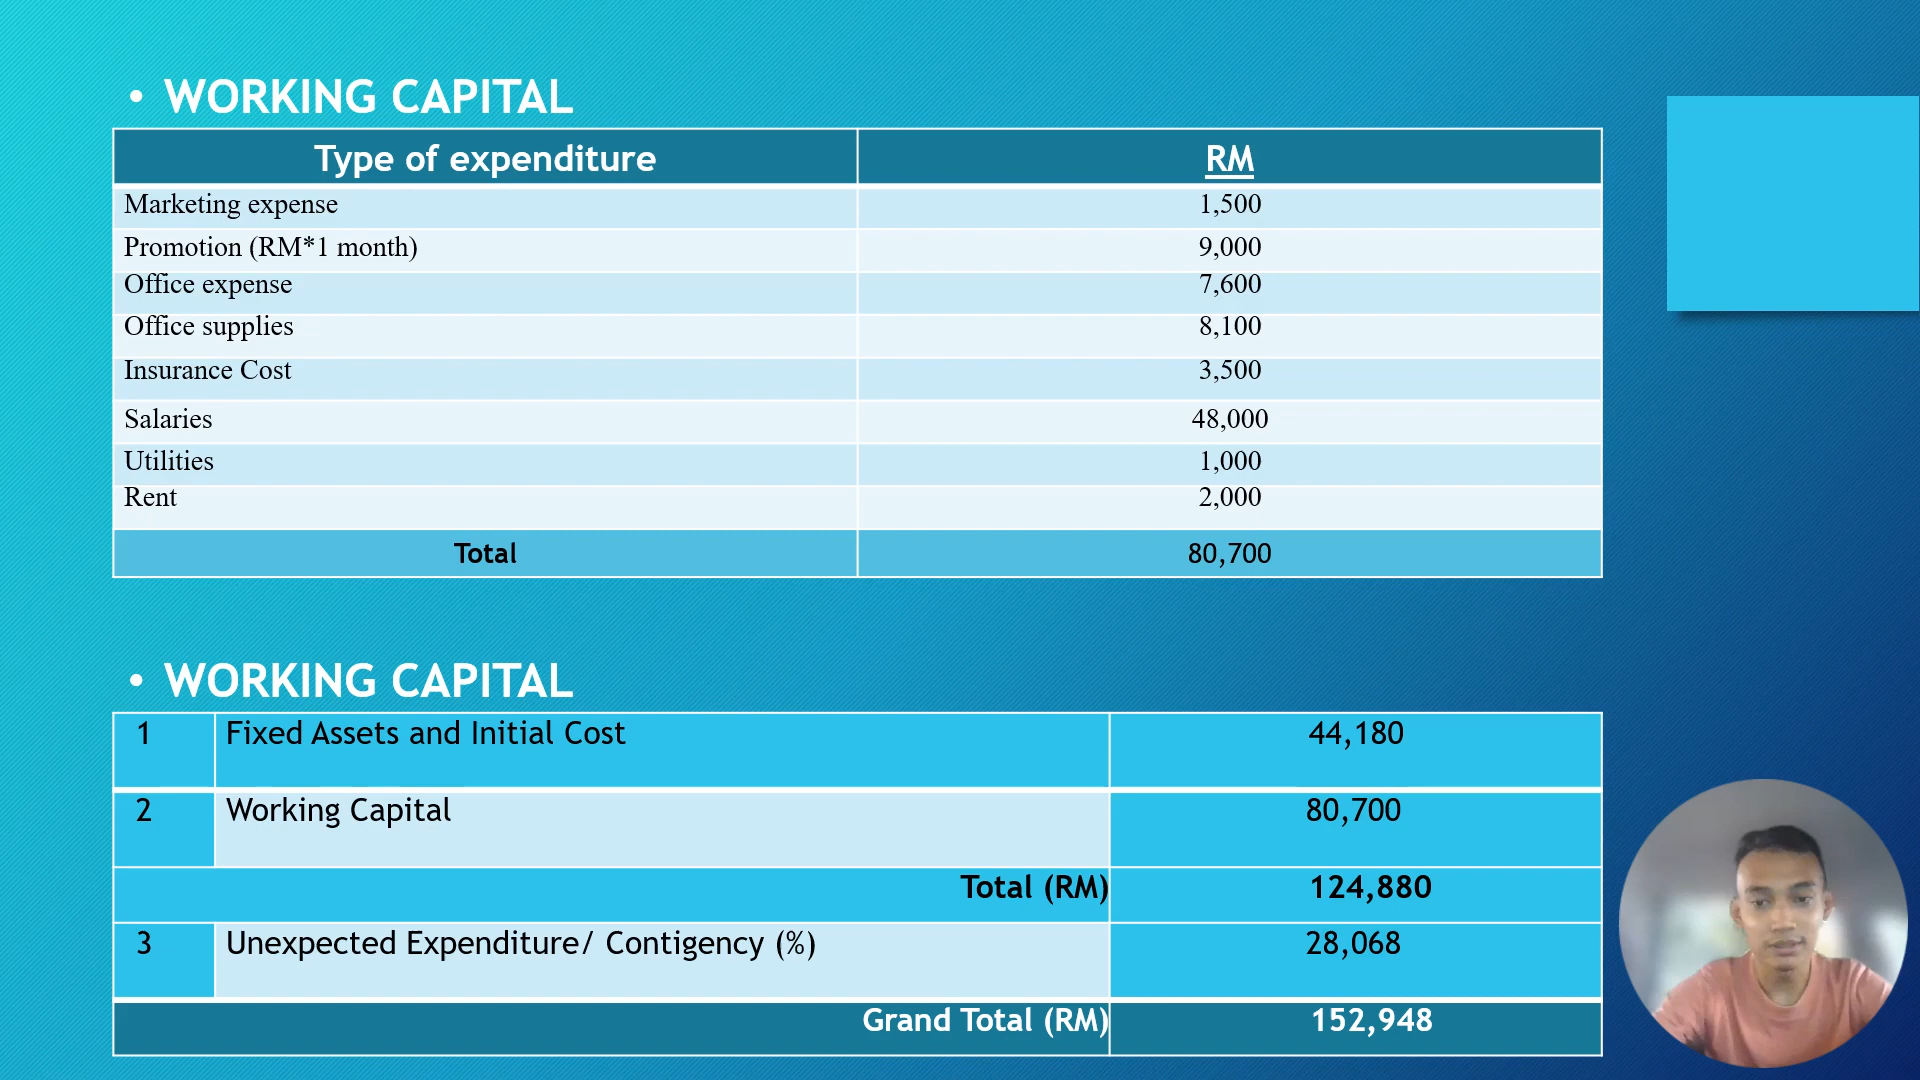 • WORKING CAPITAL
Type of expenditure RM
Marketing expense 1,500
Promotion (RM*1 month) 9,000
Office expense 7,600
Office supplies 8,100
Insurance Cost 3,500
Salaries 48,000
Utilities 1,000
Rent 2,000
Total 80,700
• WORKING CAPITAL
1 Fixed Assets and Initial Cost 44,180
2 Working Capital 80,700
Total (RM) 124,880
3 Unexpected Expenditure/ Contigency (%) 28,068
Grand Total (RM) 152,948